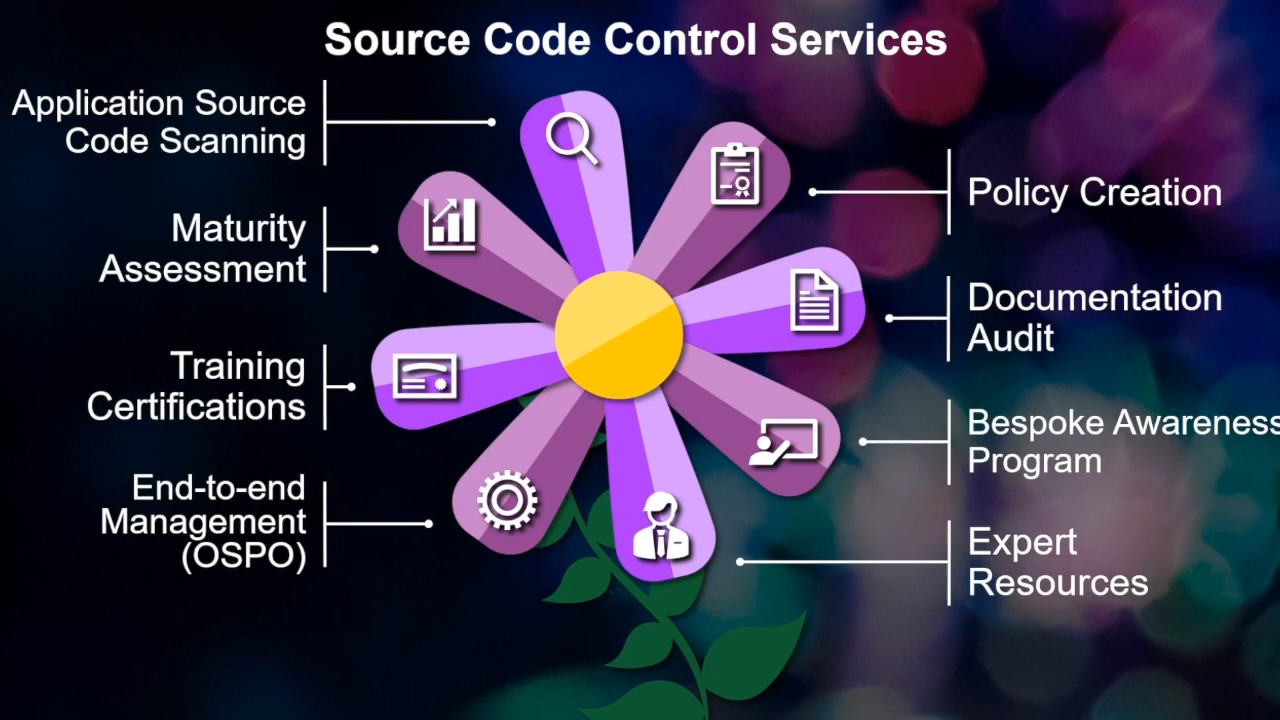 Source Code Control Services
Application Source
Code Scanning
Maturity
Assessment
Training
Certifications
End-to-end
Management
(OSPO)
Policy Creation
Documentation
Audit
Bespoke Awareness
Program
Expert
Resources